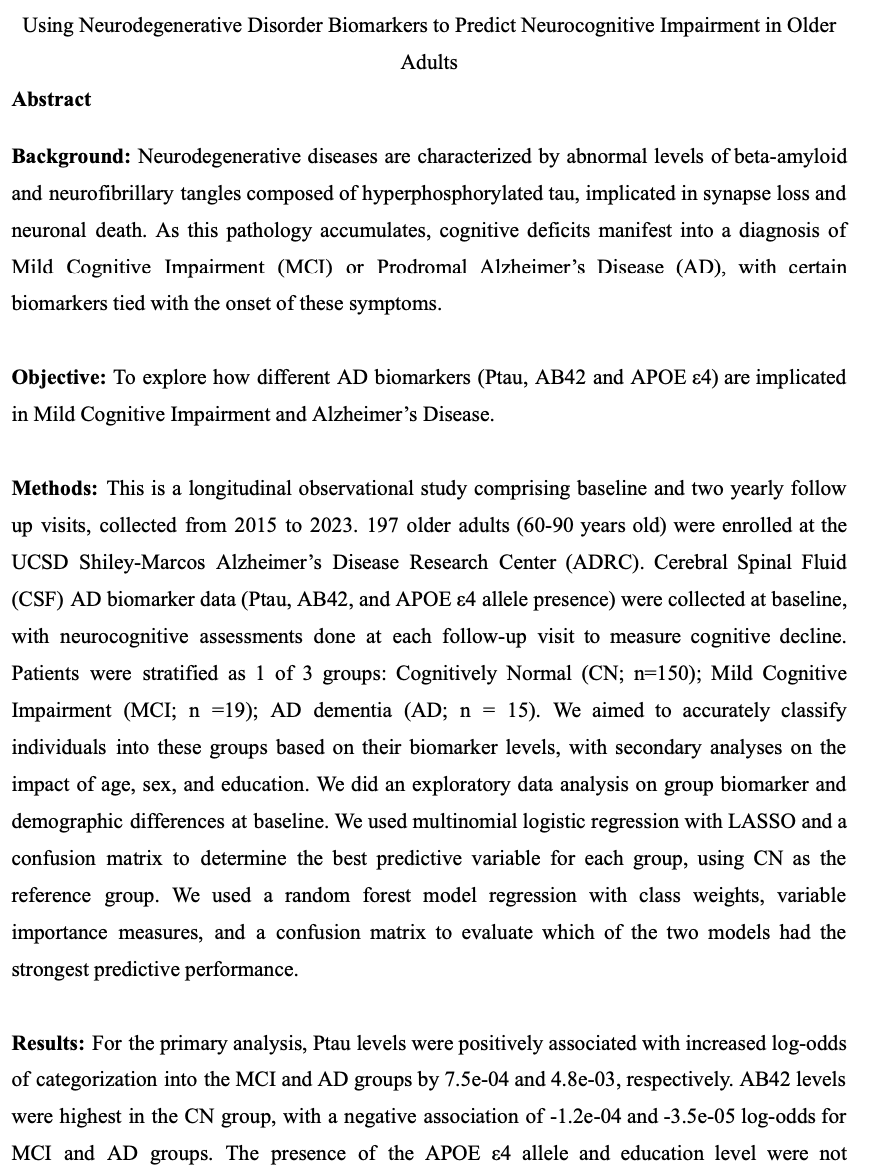 Using Neurodegenerative Disorder Biomarkers to Predict Neurocognitive Impairment in Older
Adults
Abstract
Background: Neurodegenerative diseases are characterized by abnormal levels of beta-amyloid
and neurofibrillary tangles composed of hyperphosphorylated tau, implicated in synapse loss and
neuronal death. As this pathology accumulates, cognitive deficits manifest into a diagnosis of
Mild Cognitive Impairment (MCI) or Prodromal Alzheimer’s Disease (AD), with certain
biomarkers tied with the onset of these symptoms.
Objective: To explore how different AD biomarkers (Ptau, AB42 and APOE ε4) are implicated
in Mild Cognitive Impairment and Alzheimer’s Disease.
Methods: This is a longitudinal observational study comprising baseline and two yearly follow
up visits, collected from 2015 to 2023. 197 older adults (60-90 years old) were enrolled at the
UCSD Shiley-Marcos Alzheimer’s Disease Research Center (ADRC). Cerebral Spinal Fluid
(CSF) AD biomarker data (Ptau, AB42, and APOE ε4 allele presence) were collected at baseline,
with neurocognitive assessments done at each follow-up visit to measure cognitive decline.
Patients were stratified as 1 of 3 groups: Cognitively Normal (CN; n=150); Mild Cognitive
Impairment (MCI; n =19); AD dementia (AD; n = 15). We aimed to accurately classify
individuals into these groups based on their biomarker levels, with secondary analyses on the
impact of age, sex, and education. We did an exploratory data analysis on group biomarker and
demographic differences at baseline. We used multinomial logistic regression with LASSO and a
confusion matrix to determine the best predictive variable for each group, using CN as the
reference group. We used a random forest model regression with class weights, variable
importance measures, and a confusion matrix to evaluate which of the two models had the
strongest predictive performance.
Results: For the primary analysis, Ptau levels were positively associated with increased log-odds
of categorization into the MCI and AD groups by 7.5e-04 and 4.8e-03, respectively. AB42 levels
were highest in the CN group, with a negative association of -1.2e-04 and -3.5e-05 log-odds for
MCI and AD groups. The presence of the APOE ε4 allele and education level were not